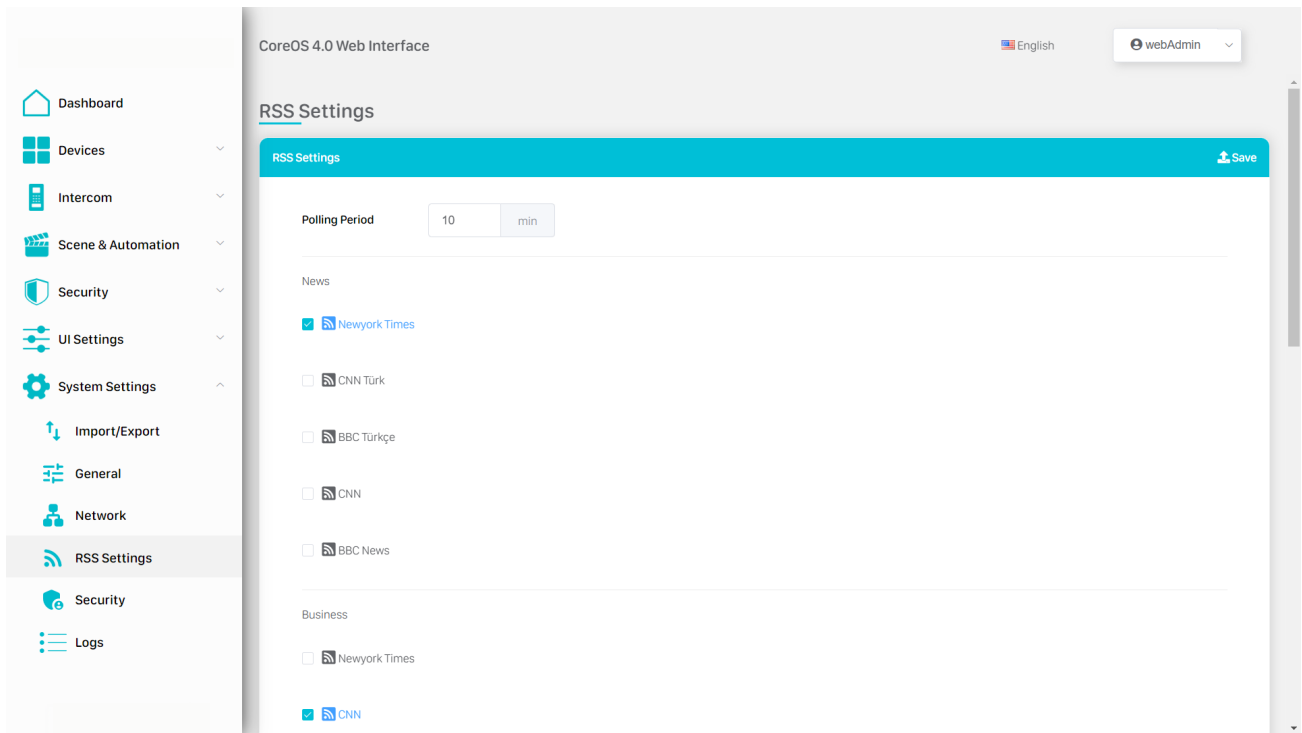 CoreOS 4.0 Web Interface
English
webAdmin
Dashboard
Devices
Intercom
Scene & Automation
Security
UI Settings
System Settings
Import/Export
General
Network
RSS Settings
Security
Logs
RSS Settings
RSS Settings
Save
Polling Period 10 min
News
Newyork Times
CNN Türk
BBC Türkçe
CNN
BBC News
Business
Newyork Times
CNN